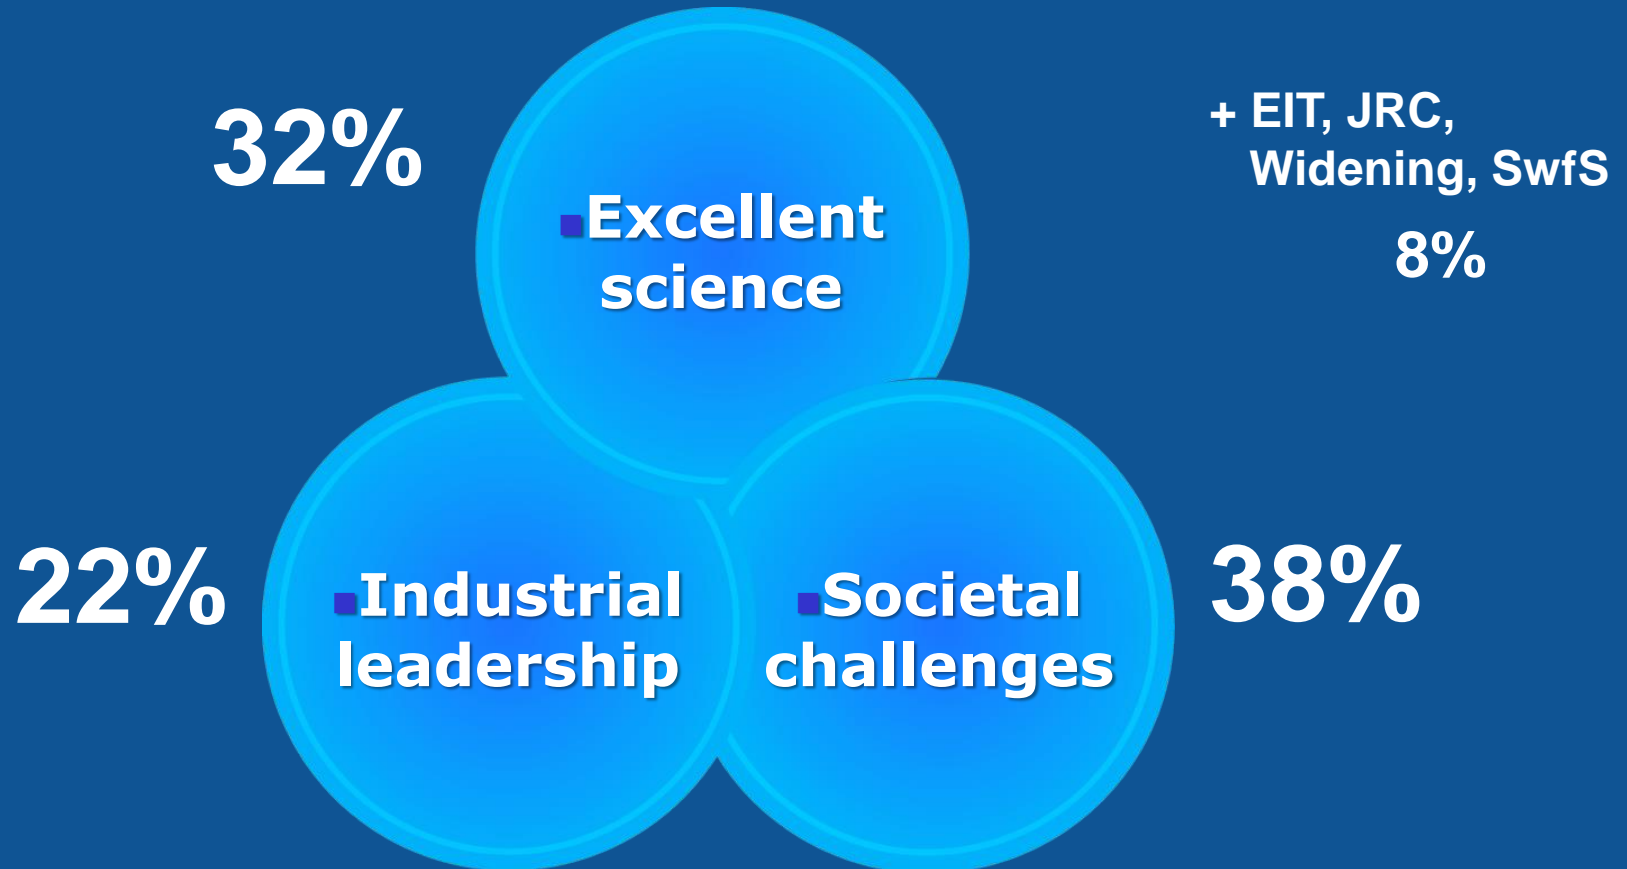 32%
▪Excellent
science
+ EIT, JRC,
Widening, SwfS
8%
22%
▪Industrial
leadership
▪Societal
challenges
38%